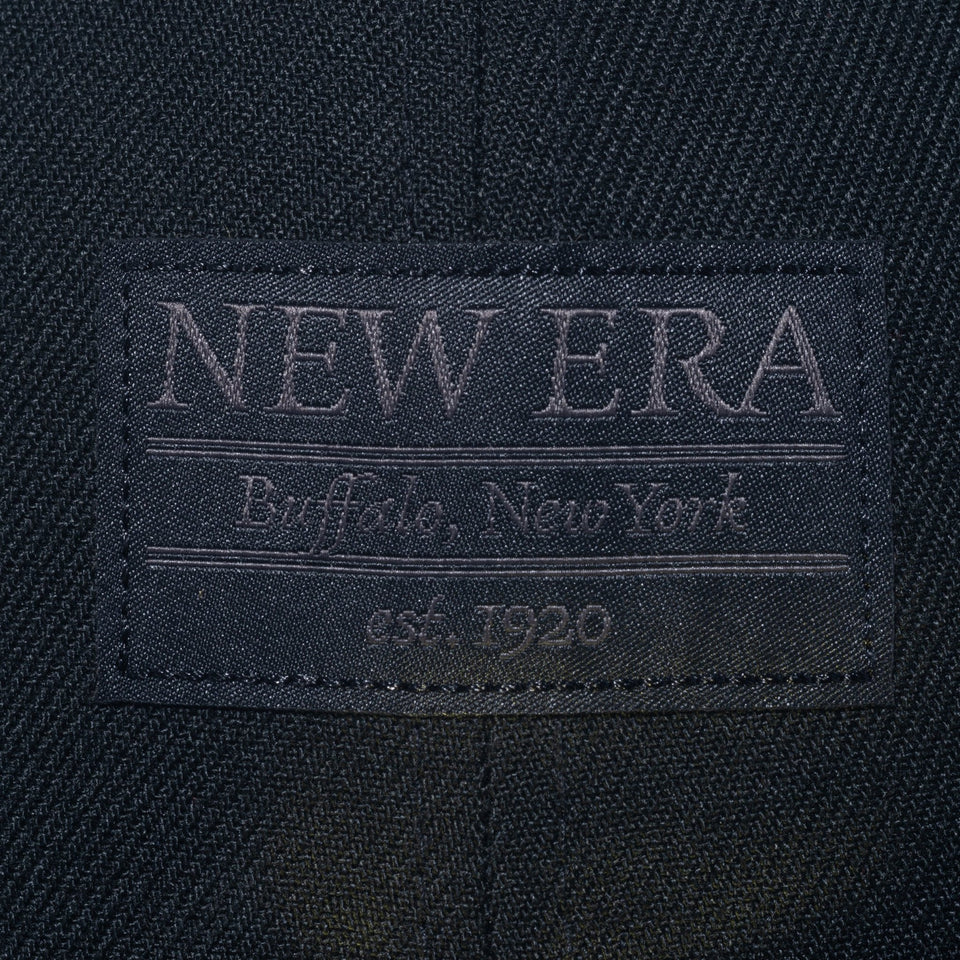 NEW ERA
Buffalo, New York
est. 1920